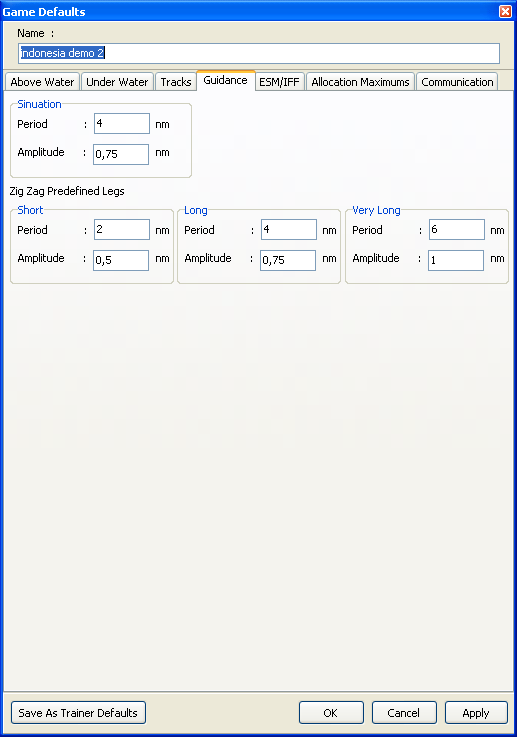 Game Defaults
Name :
indonesia demo 2
Above Water Under Water Tracks Guidance ESM/IFF Allocation Maximums Communication
Sinuation
Period : 4 nm
Amplitude : 0,75 nm
Zig Zag Predefined Legs
Short Long Very Long
Period : 2 nm Period : 4 nm Period : 6 nm
Amplitude : 0,5 nm Amplitude : 0,75 nm Amplitude : 1 nm
Save As Trainer Defaults OK Cancel Apply